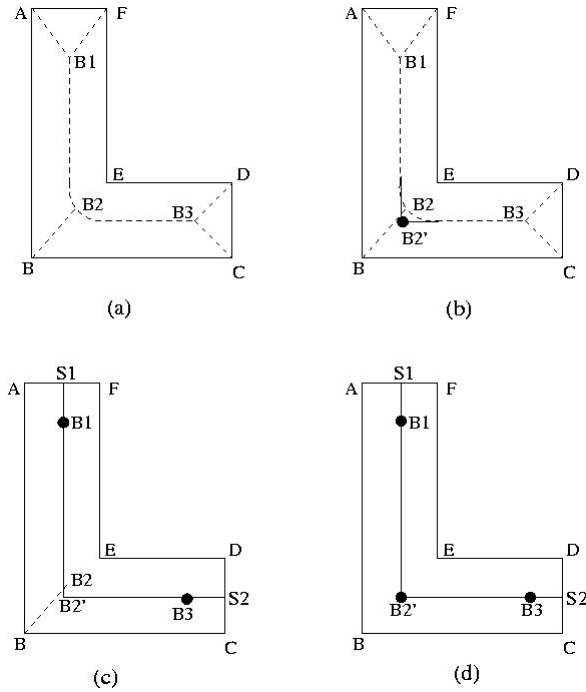 A F A F
B1 B1
E D E D
B2 B2
B3 B3
B2'
B C B C
(a) (b)
S1 S1
A F A F
B1 B1
E D E D
B2
B2' S2 B2' S2
B3 B3
B C B C
(c) (d)